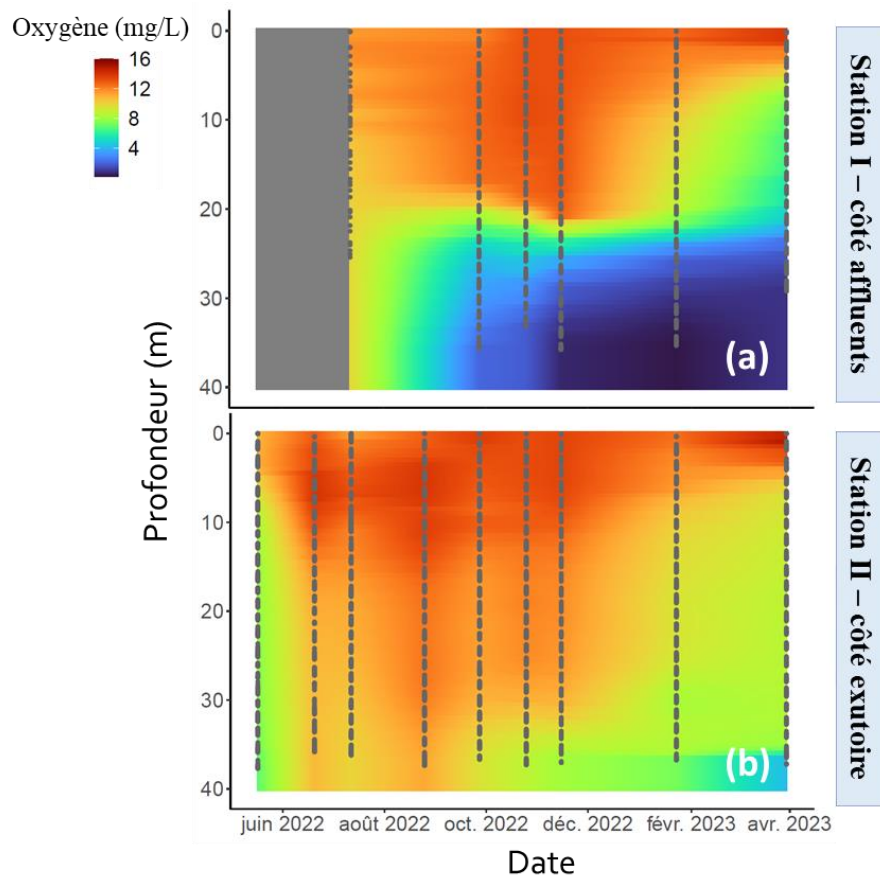 Oxygène (mg/L)
16
12
8
4
0
10
20
30
40
(a)
Station I – côté affluents
Profondeur (m)
0
10
20
30
40
(b)
Station II – côté exutoire
juin 2022 août 2022 oct. 2022 déc. 2022 févr. 2023 avr. 2023
Date